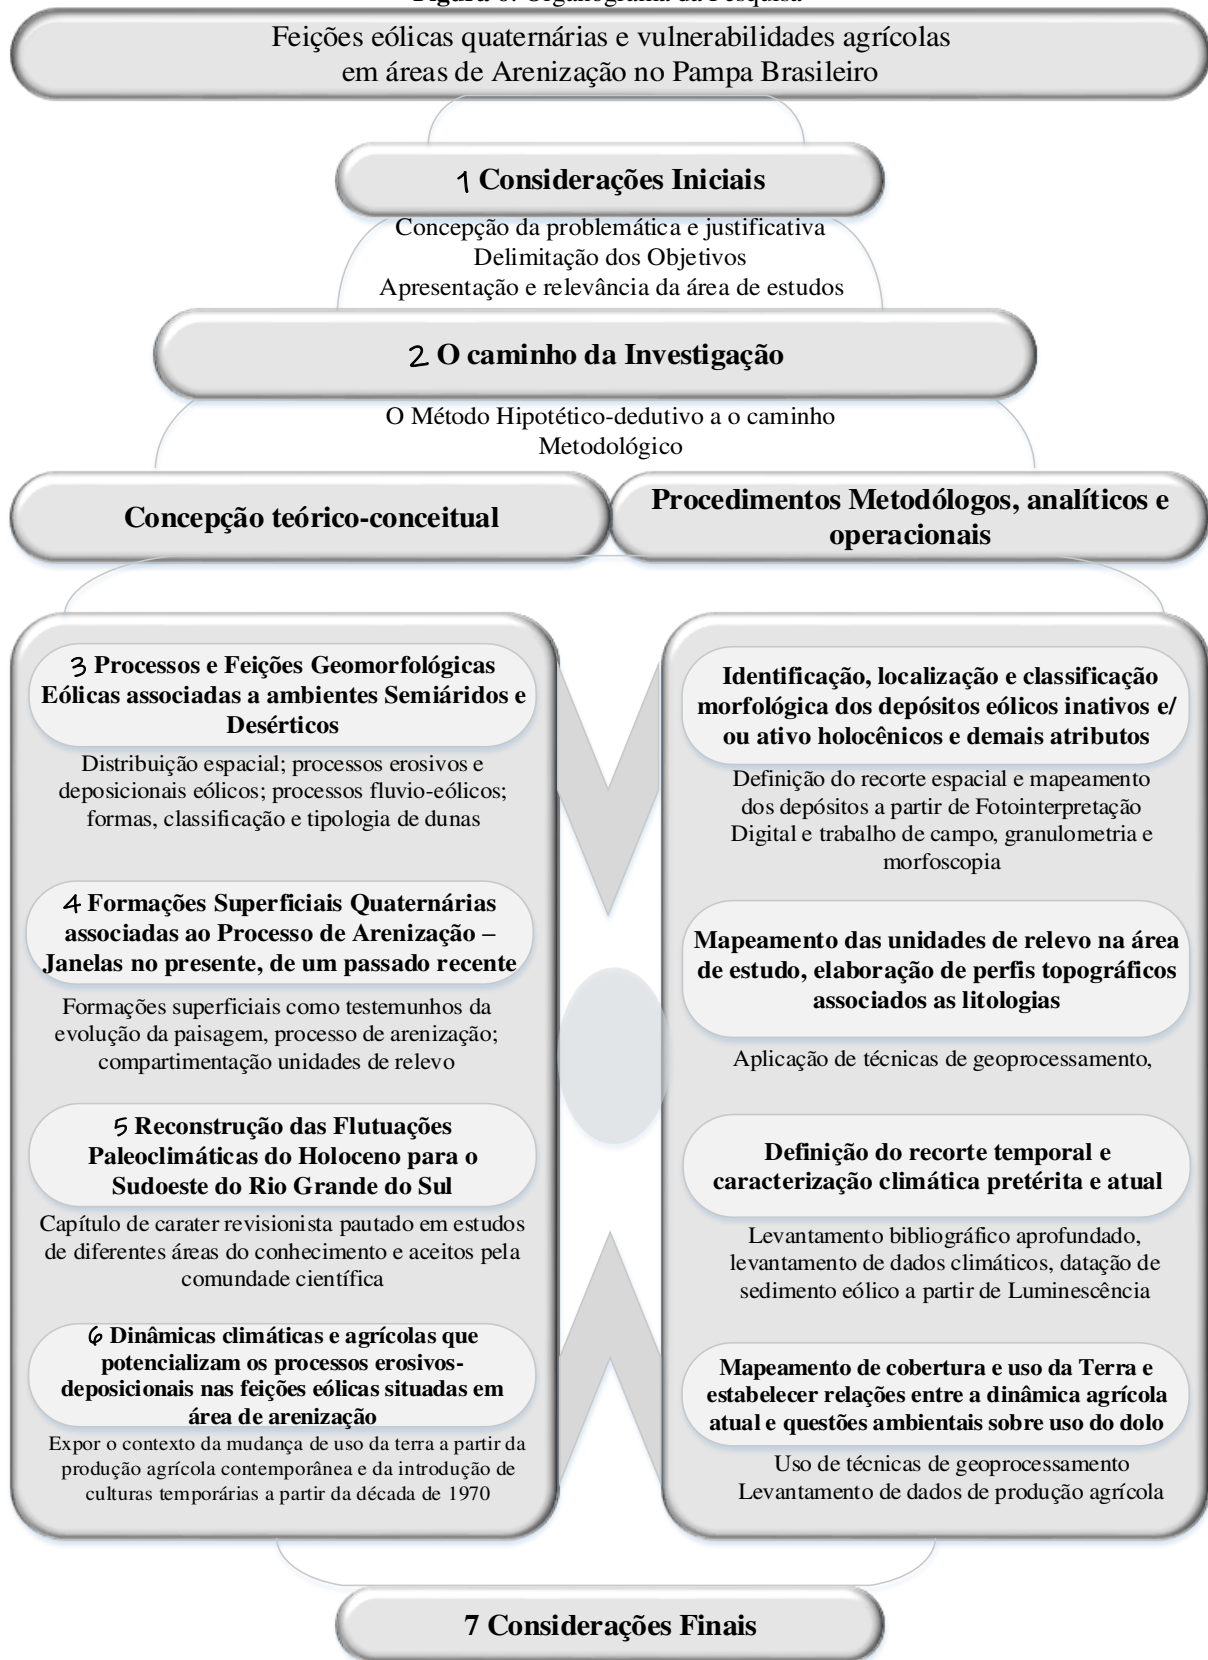 Figura 6: Organograma da Pesquisa
Feições eólicas quaternárias e vulnerabilidades agrícolas
em áreas de Arenização no Pampa Brasileiro
1 Considerações Iniciais
Concepção da problemática e justificativa
Delimitação dos Objetivos
Apresentação e relevância da área de estudos
2 O caminho da Investigação
O Método Hipotético-dedutivo a o caminho
Metodológico
Concepção teórico-conceitual
Procedimentos Metodólogos, analíticos e
operacionais
3 Processos e Feições Geomorfológicas
Eólicas associadas a ambientes Semiáridos e
Desérticos
Distribuição espacial; processos erosivos e
deposicionais eólicos; processos fluvio-eólicos;
formas, classificação e tipologia de dunas
4 Formações Superficiais Quaternárias
associadas ao Processo de Arenização –
Janelas no presente, de um passado recente
Formações superficiais como testemunhos da
evolução da paisagem, processo de arenização;
compartimentação unidades de relevo
5 Reconstrução das Flutuações
Paleoclimáticas do Holoceno para o
Sudoeste do Rio Grande do Sul
Capítulo de carater revisionista pautado em estudos
de diferentes áreas do conhecimento e aceitos pela
comundade científica
6 Dinâmicas climáticas e agrícolas que
potencializam os processos erosivos-
deposicionais nas feições eólicas situadas em
área de arenização
Expor o contexto da mudança de uso da terra a partir da
produção agrícola contemporânea e da introdução de
culturas temporárias a partir da década de 1970
Identificação, localização e classificação
morfológica dos depósitos eólicos inativos e/
ou ativo holocênicos e demais atributos
Definição do recorte espacial e mapeamento
dos depósitos a partir de Fotointerpretação
Digital e trabalho de campo, granulometria e
morfoscopia
Mapeamento das unidades de relevo na área
de estudo, elaboração de perfis topográficos
associados as litologias
Aplicação de técnicas de geoprocessamento,
Definição do recorte temporal e
caracterização climática pretérita e atual
Levantamento bibliográfico aprofundado,
levantamento de dados climáticos, datação de
sedimento eólico a partir de Luminescência
Mapeamento de cobertura e uso da Terra e
estabelecer relações entre a dinâmica agrícola
atual e questões ambientais sobre uso do dolo
Uso de técnicas de geoprocessamento
Levantamento de dados de produção agrícola
7 Considerações Finais